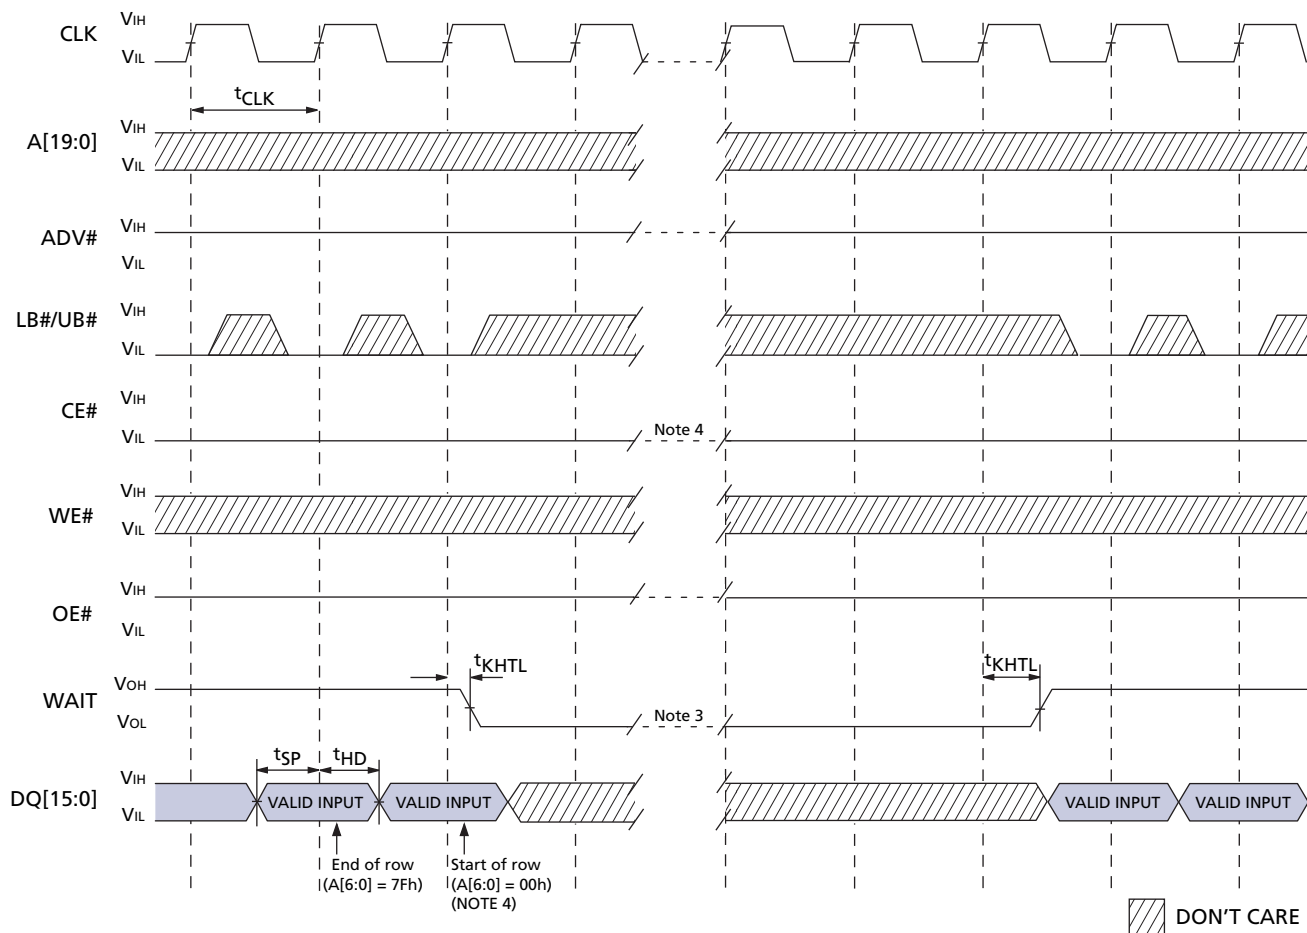 CLK
VIH
VIL
tCLK
A[19:0]
VIH
VIL
ADV#
VIH
VIL
LB#/UB#
VIH
VIL
CE#
VIH
VIL
Note 4
WE#
VIH
VIL
OE#
VIH
VIL
WAIT
VOH
VOL
tKHTL
Note 3
tKHTL
DQ[15:0]
VIH
VIL
tSP
tHD
VALID INPUT
VALID INPUT
VALID INPUT
VALID INPUT
End of row
(A[6:0] = 7Fh)
Start of row
(A[6:0] = 00h)
(NOTE 4)
DON'T CARE